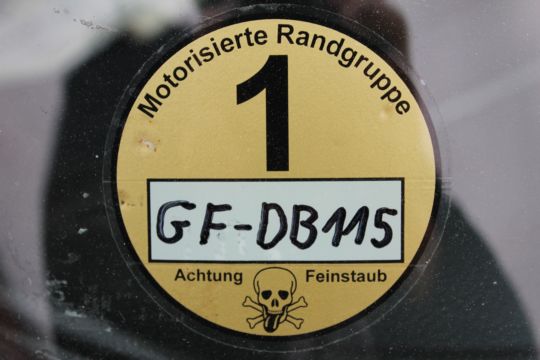 Motorisierte Randgruppe
1
GF-DB115
Achtung Feinstaub